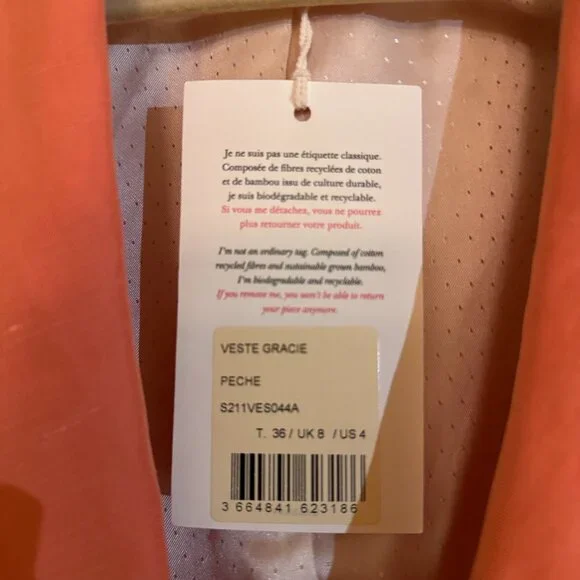 Je ne suis pas une étiquette classique.
Composée de fibres recyclées de coton
et de bambou issu de culture durable,
je suis biodégradable et recyclable.
Si vous me détachez, vous ne pourrez
plus retourner votre produit.
I'm not an ordinary tag. Composed of cotton
recycled fibres and sustainable grown bamboo,
I'm biodegradable and recyclable.
If you remove me, you won't be able to return
your piece anymore.
VESTE GRACIE
PECHE
S211VES044A
T. 36 / UK 8 / US 4
3 664841 623186